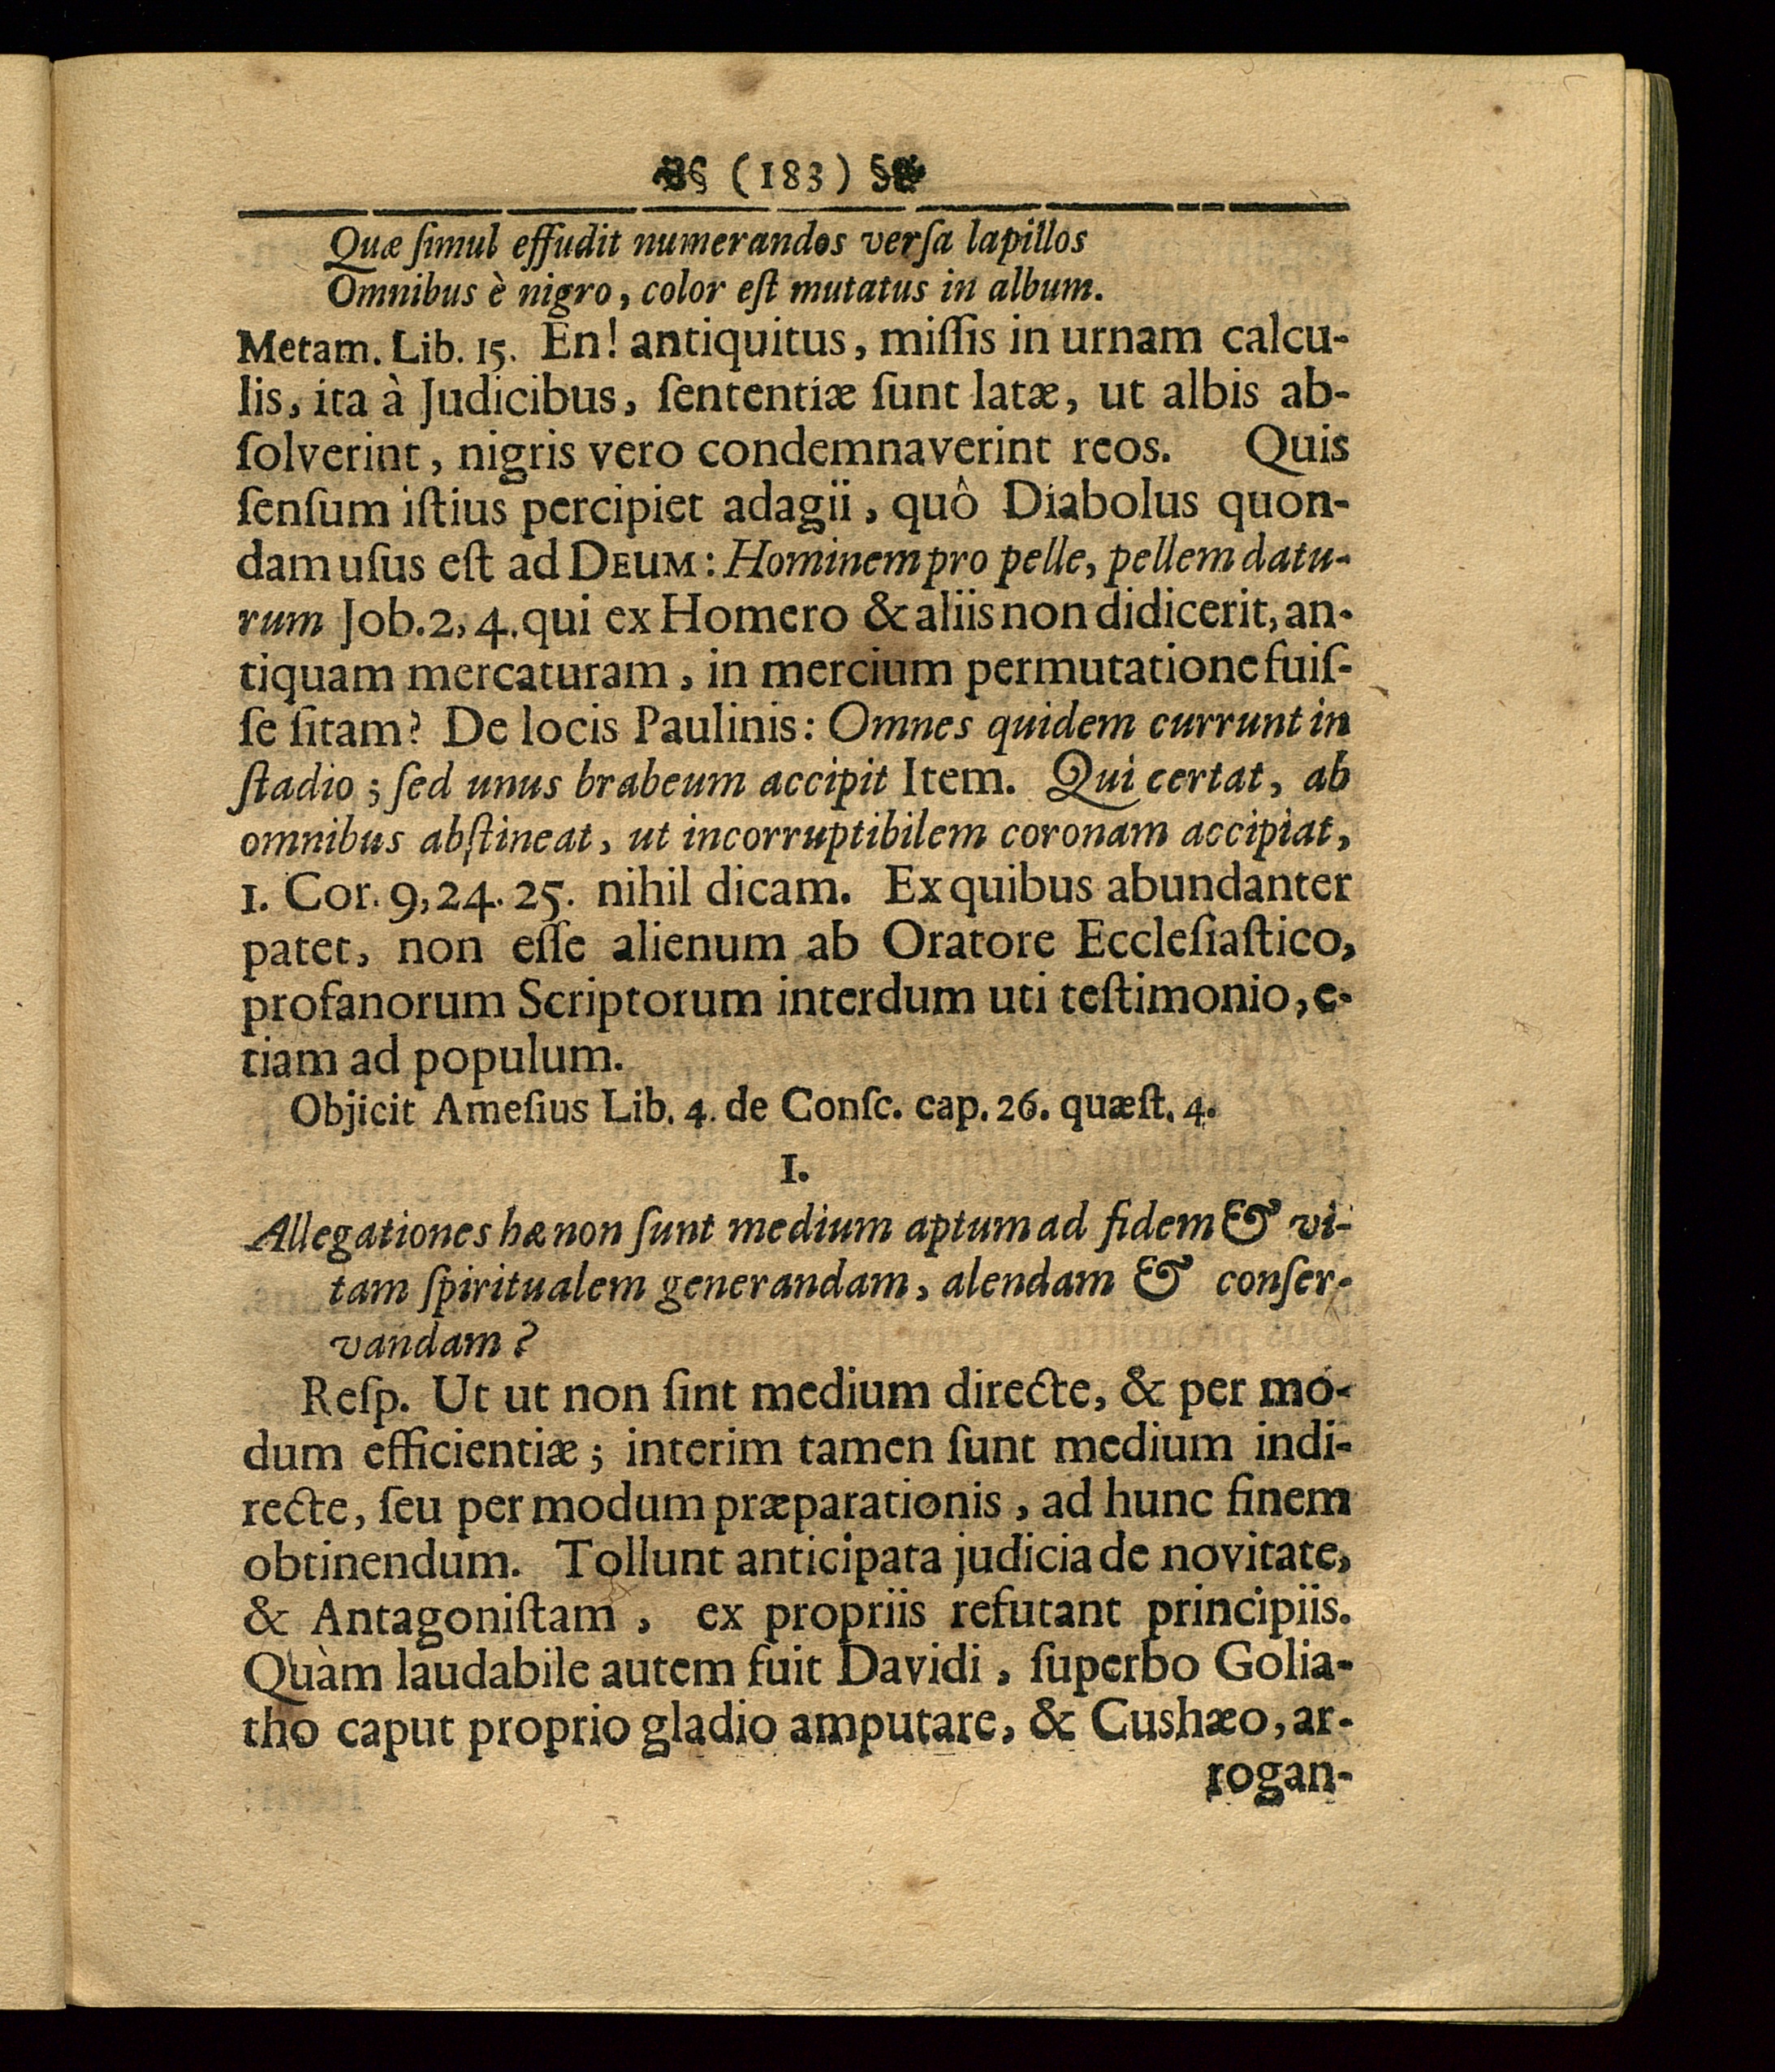 § (183) §
Quæ ſimul effudit numerandos verſa lapillos
Omnibus è nigro, color eſt mutatus in album.
Metam. Lib. 15. En! antiquitus, miſſis in urnam calcu-
lis, ita à Judicibus, ſententiæ ſunt latæ, ut albis ab-
ſolverint, nigris vero condemnaverint reos. Quis
ſenſum iſtius percipiet adagii, quô Diabolus quon-
dam uſus eſt ad DEUM: Hominem pro pelle, pellem datu-
rum Job. 2, 4. qui ex Homero & aliis non didicerit, an-
tiquam mercaturam, in mercium permutatione fuiſ-
ſe ſitam? De locis Paulinis: Omnes quidem currunt in
ſtadio; ſed unus brabeum accipit Item. Qui certat, ab
omnibus abſtineat, ut incorruptibilem coronam accipiat,
1. Cor. 9, 24. 25. nihil dicam. Ex quibus abundanter
patet, non eſſe alienum ab Oratore Eccleſiaſtico,
profanorum Scriptorum interdum uti teſtimonio, e-
tiam ad populum.
Objicit Ameſius Lib. 4. de Conſc. cap. 26. quæſt. 4.
I.
Allegationes hæ non ſunt medium aptum ad fidem & vi-
tam ſpiritualem generandam, alendam & conſer-
vandam?
Reſp. Ut ut non ſint medium directe, & per mo-
dum efficientiæ; interim tamen ſunt medium indi-
recte, ſeu per modum præparationis, ad hunc finem
obtinendum. Tollunt anticipata judicia de novitate,
& Antagoniſtam, ex propriis refutant principiis.
Quàm laudabile autem fuit Davidi, ſuperbo Golia-
tho caput proprio gladio amputare, & Cushæo, ar-
rogan-